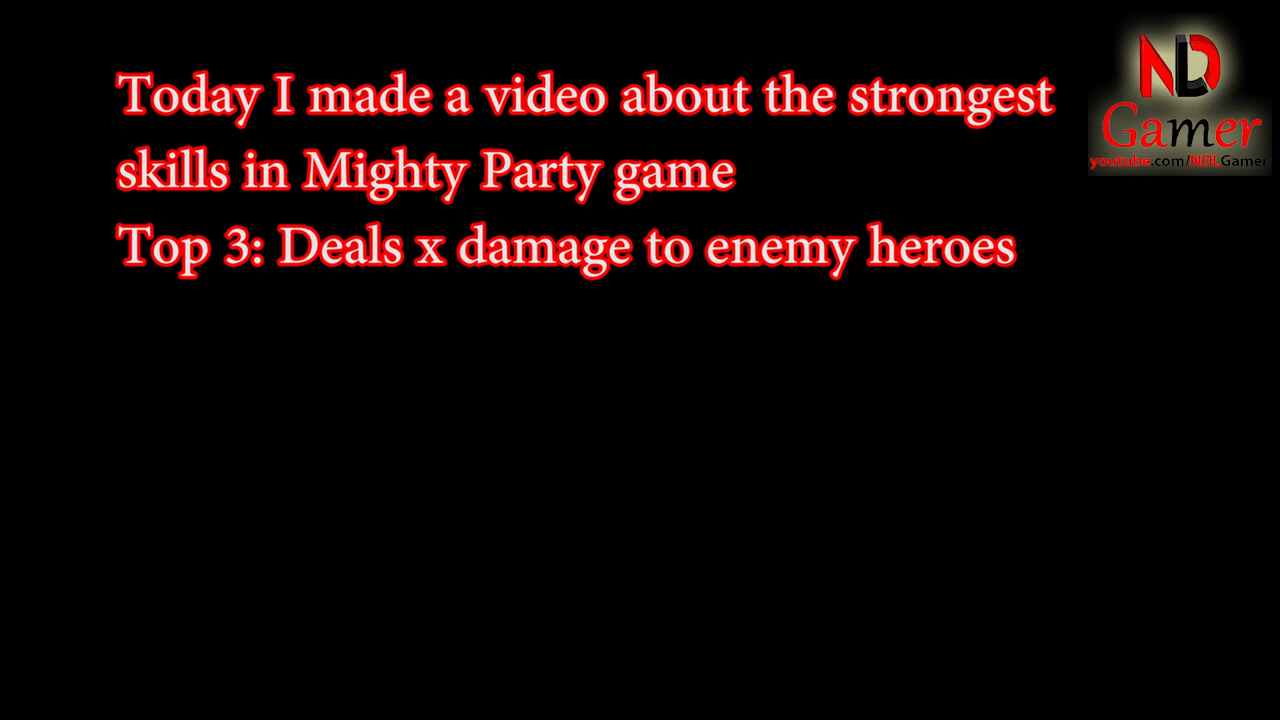 Today I made a video about the strongest
skills in Mighty Party game
Top 3: Deals x damage to enemy heroes
ND
Gamer
youtube.com/NDLGamer